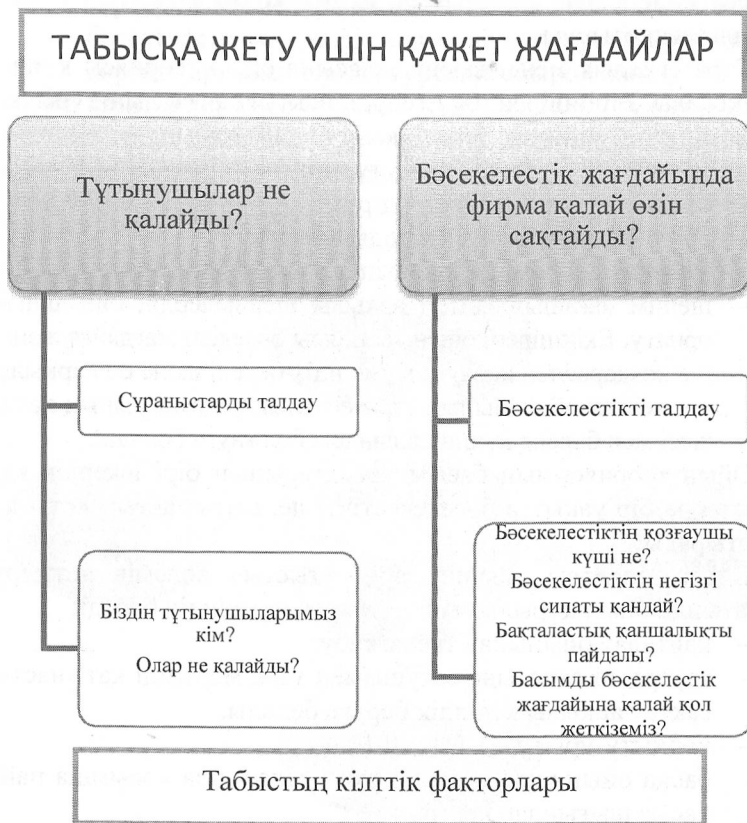 ТАБЫСҚА ЖЕТУ ҮШІН ҚАЖЕТ ЖАҒДАЙЛАР
Тұтынушылар не
қалайды?
Сұраныстарды талдау
Біздің тұтынушыларымыз
кім?
Олар не қалайды?
Бәсекелестік жағдайында
фирма қалай өзін
сақтайды?
Бәсекелестікті талдау
Бәсекелестіктің қозғаушы
күші не?
Бәсекелестіктің негізгі
сипаты қандай?
Бақталастық қаншалықты
пайдалы?
Басымды бәсекелестік
жағдайына қалай қол
жеткіземіз?
Табыстың кілттік факторлары